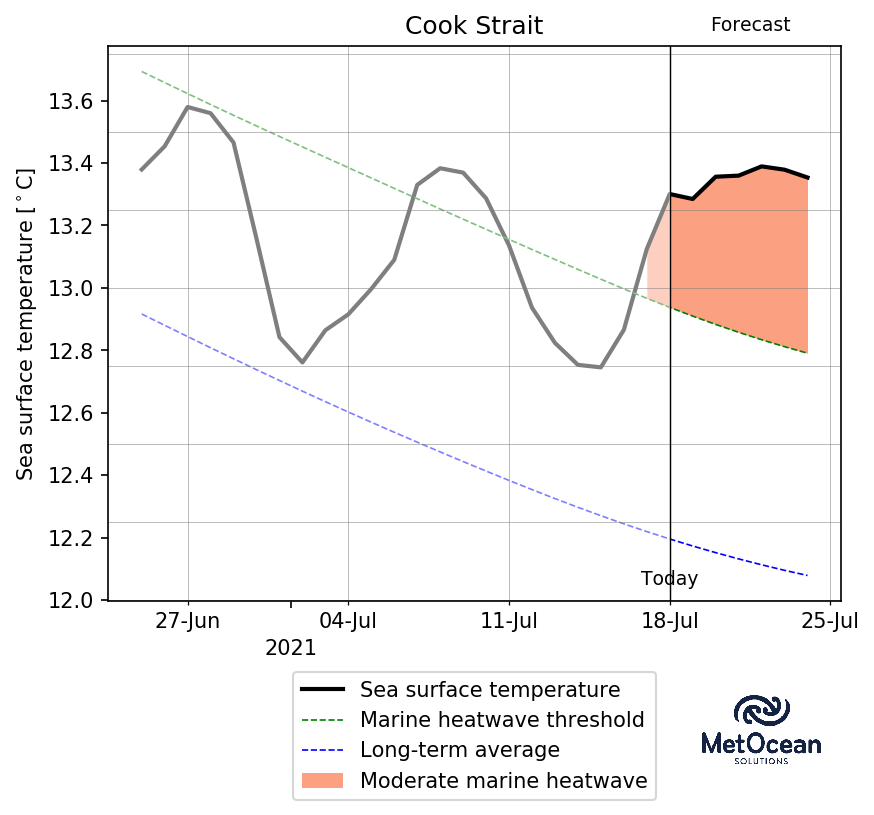 Cook Strait
Forecast
Sea surface temperature [°C]
13.6
13.4
13.2
13.0
12.8
12.6
12.4
12.2
12.0
Today
27-Jun
04-Jul
11-Jul
18-Jul
25-Jul
2021
Sea surface temperature
Marine heatwave threshold
Long-term average
Moderate marine heatwave
MetOcean
SOLUTIONS